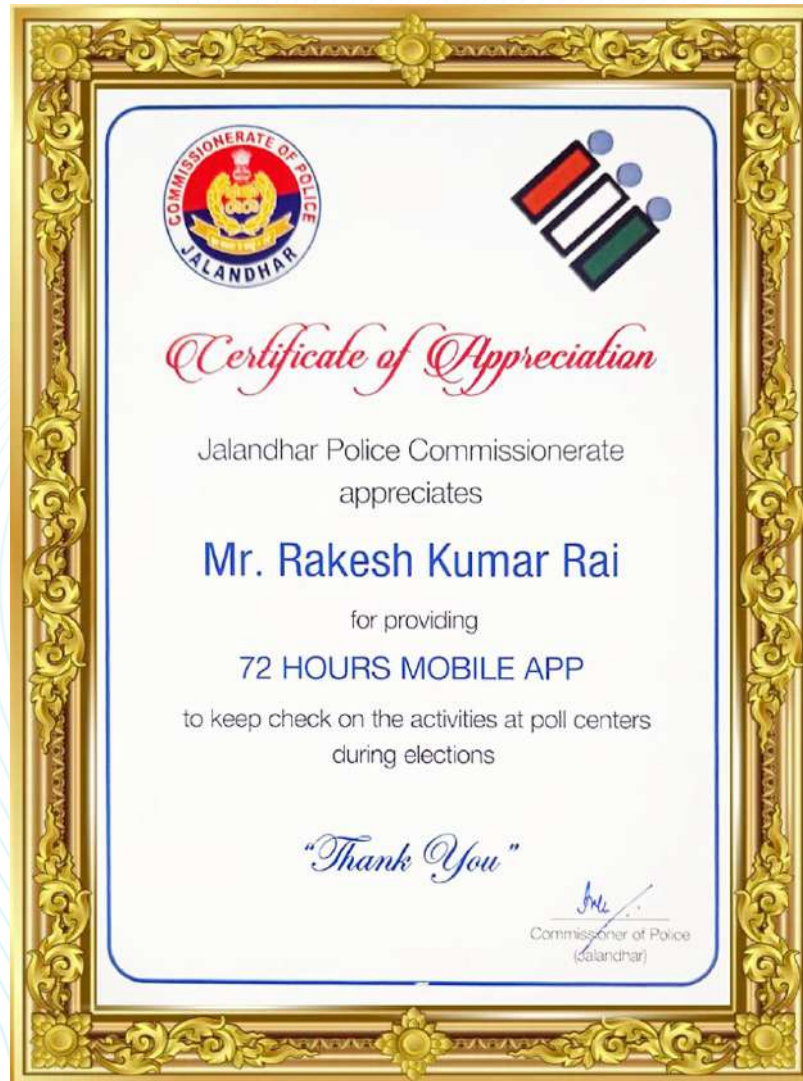 COMMISSIONERATE OF POLICE
JALANDHAR
Certificate of Appreciation
Jalandhar Police Commissionerate
appreciates
Mr. Rakesh Kumar Rai
for providing
72 HOURS MOBILE APP
to keep check on the activities at poll centers
during elections
"Thank You"
Commissioner of Police
(Jalandhar)